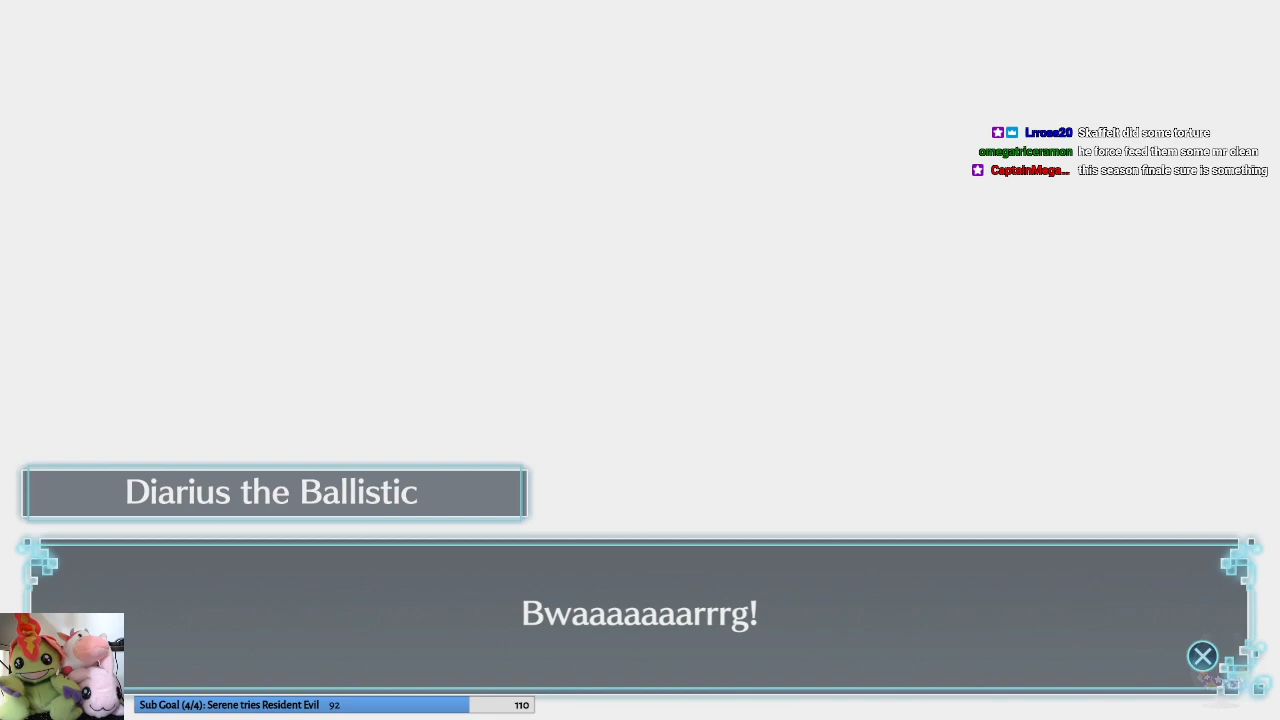 Lrrose20 Skaffelt did some torture
omegatriceramon he force feed them some mr clean
CaptainMega... this season finale sure is something
Diarius the Ballistic
Bwaaaaaaarrrg!
Sub Goal (4/4): Serene tries Resident Evil 92 110